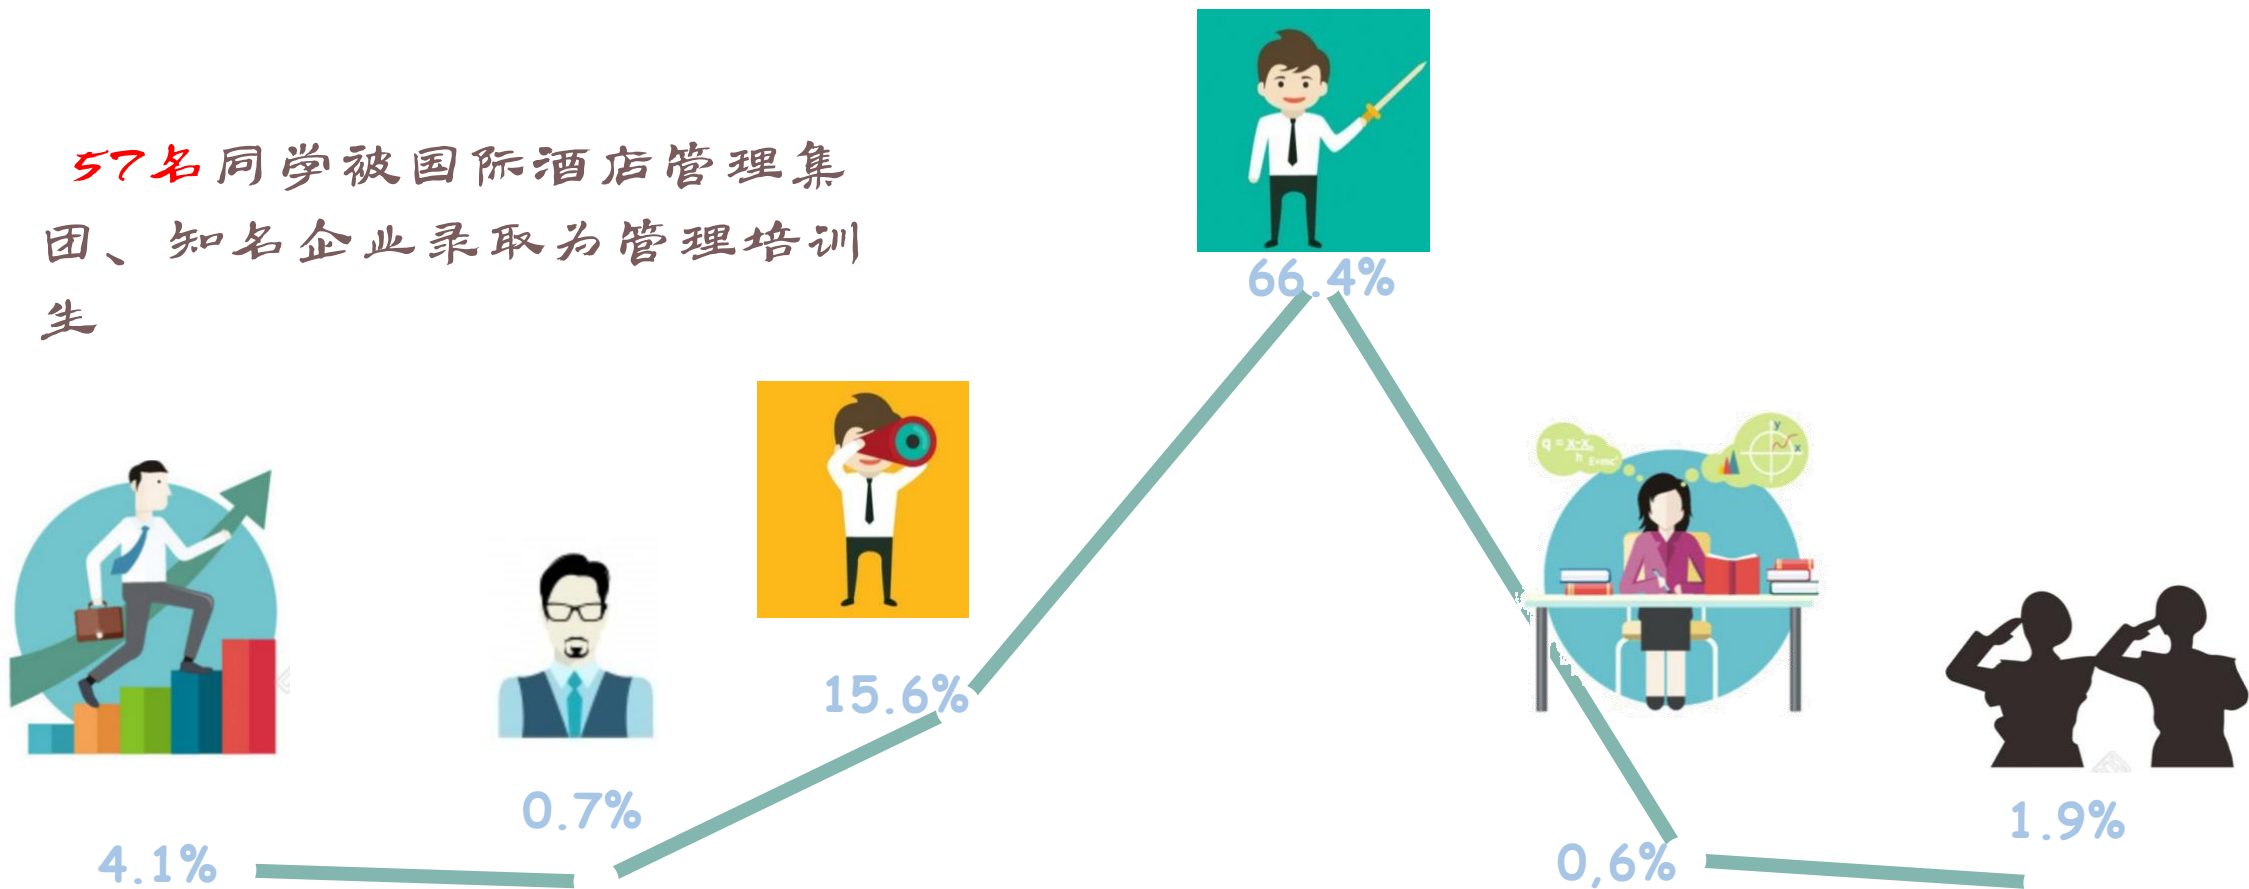 57名同学被国际酒店管理集
团、知名企业录取为管理培训
生
66.4%
15.6%
0.7%
4.1%
0,6%
1.9%
y
x
E=mc²